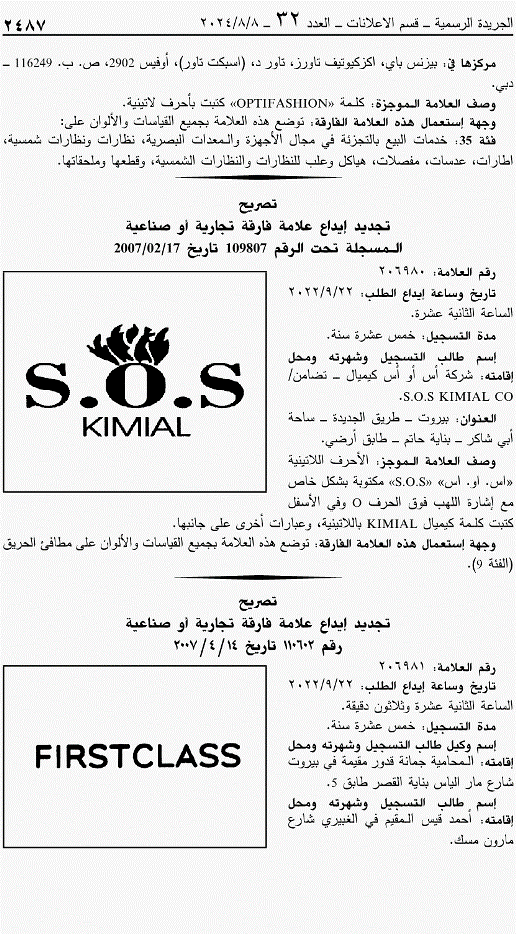 الجريدة الرسمية – قسم الاعلانات – العدد ٣٢ – ٢٠٢٤/٨/٨
٢٤٨٧
مركزها في: بيزنس باي، اكزكيوتيف تاورز، تاور د، (اسبكت تاور)، أوفيس 2902، ص. ب. 116249 – دبي.
وصف العلامة الموجزة: كلمة «OPTIFASHION» كتبت بأحرف لاتينية.
وجهة إستعمال هذه العلامة الفارقة: توضع هذه العلامة بجميع القياسات والألوان على:
فئة 35: خدمات البيع بالتجزئة في مجال الأجهزة والمعدات البصرية، نظارات ونظارات شمسية،
اطارات، عدسات، مفصلات، هياكل وعلب للنظارات والنظارات الشمسية، وقطعها وملحقاتها.
تصريح
تجديد إيداع علامة فارقة تجارية أو صناعية
المسجلة تحت الرقم 109807 تاريخ 2007/02/17
رقم العلامة: ٢٠٦٩٨٠
تاريخ وساعة إيداع الطلب: ٢٠٢٢/٩/٢٢
الساعة الثانية عشرة.
مدة التسجيل: خمس عشرة سنة.
إسم طالب التسجيل وشهرته ومحل
إقامته: شركة أس أو أس كيميال – تضامن/
S.O.S KIMIAL CO.
العنوان: بيروت – طريق الجديدة – ساحة
أبي شاكر – بناية حاتم – طابق أرضي.
وصف العلامة الموجز: الأحرف اللاتينية
«اس. او. اس» «S.O.S» مكتوبة بشكل خاص
مع إشارة اللهب فوق الحرف O وفي الأسفل
كتبت كلمة كيميال KIMIAL باللاتينية، وعبارات أخرى على جانبها.
S.O.S
KIMIAL
وجهة إستعمال هذه العلامة الفارقة: توضع هذه العلامة بجميع القياسات والألوان على مطافئ الحريق
(الفئة 9).
تصريح
تجديد إيداع علامة فارقة تجارية أو صناعية
رقم ١١٠٦٠٢ تاريخ ٢٠٠٧/٤/١٤
رقم العلامة: ٢٠٦٩٨١
تاريخ وساعة إيداع الطلب: ٢٠٢٢/٩/٢٢
الساعة الثانية عشرة وثلاثون دقيقة.
مدة التسجيل: خمس عشرة سنة.
إسم وكيل طالب التسجيل وشهرته ومحل
إقامته: المحامية جمانة قدور مقيمة في بيروت
شارع مار الياس بناية القصر طابق 5.
إسم طالب التسجيل وشهرته ومحل
إقامته: أحمد قيس المقيم في الغبيري شارع
مارون مسك.
FIRSTCLASS